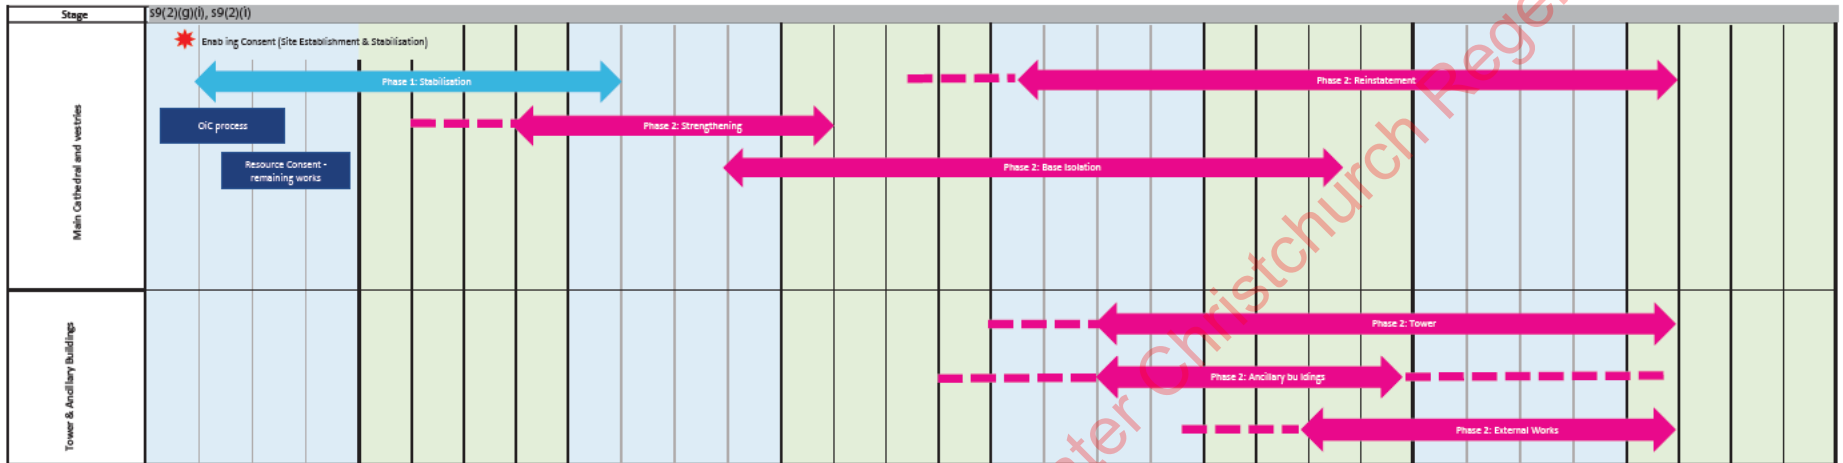 Stage
s9(2)(g)(i), s9(2)(i)
Main Cathedral and vestries
Enab ing Consent (Site Establishment & Stabilisation)
Phase 1: Stabilisation
Phase 2: Reinstatement
OiC process
Phase 2: Strengthening
Resource Consent -
remaining works
Phase 2: Base Isolation
Tower & Ancillary Buildings
Phase 2: Tower
Phase 2: Ancillary bu ldings
Phase 2: External Works
ater Christchurch Rege